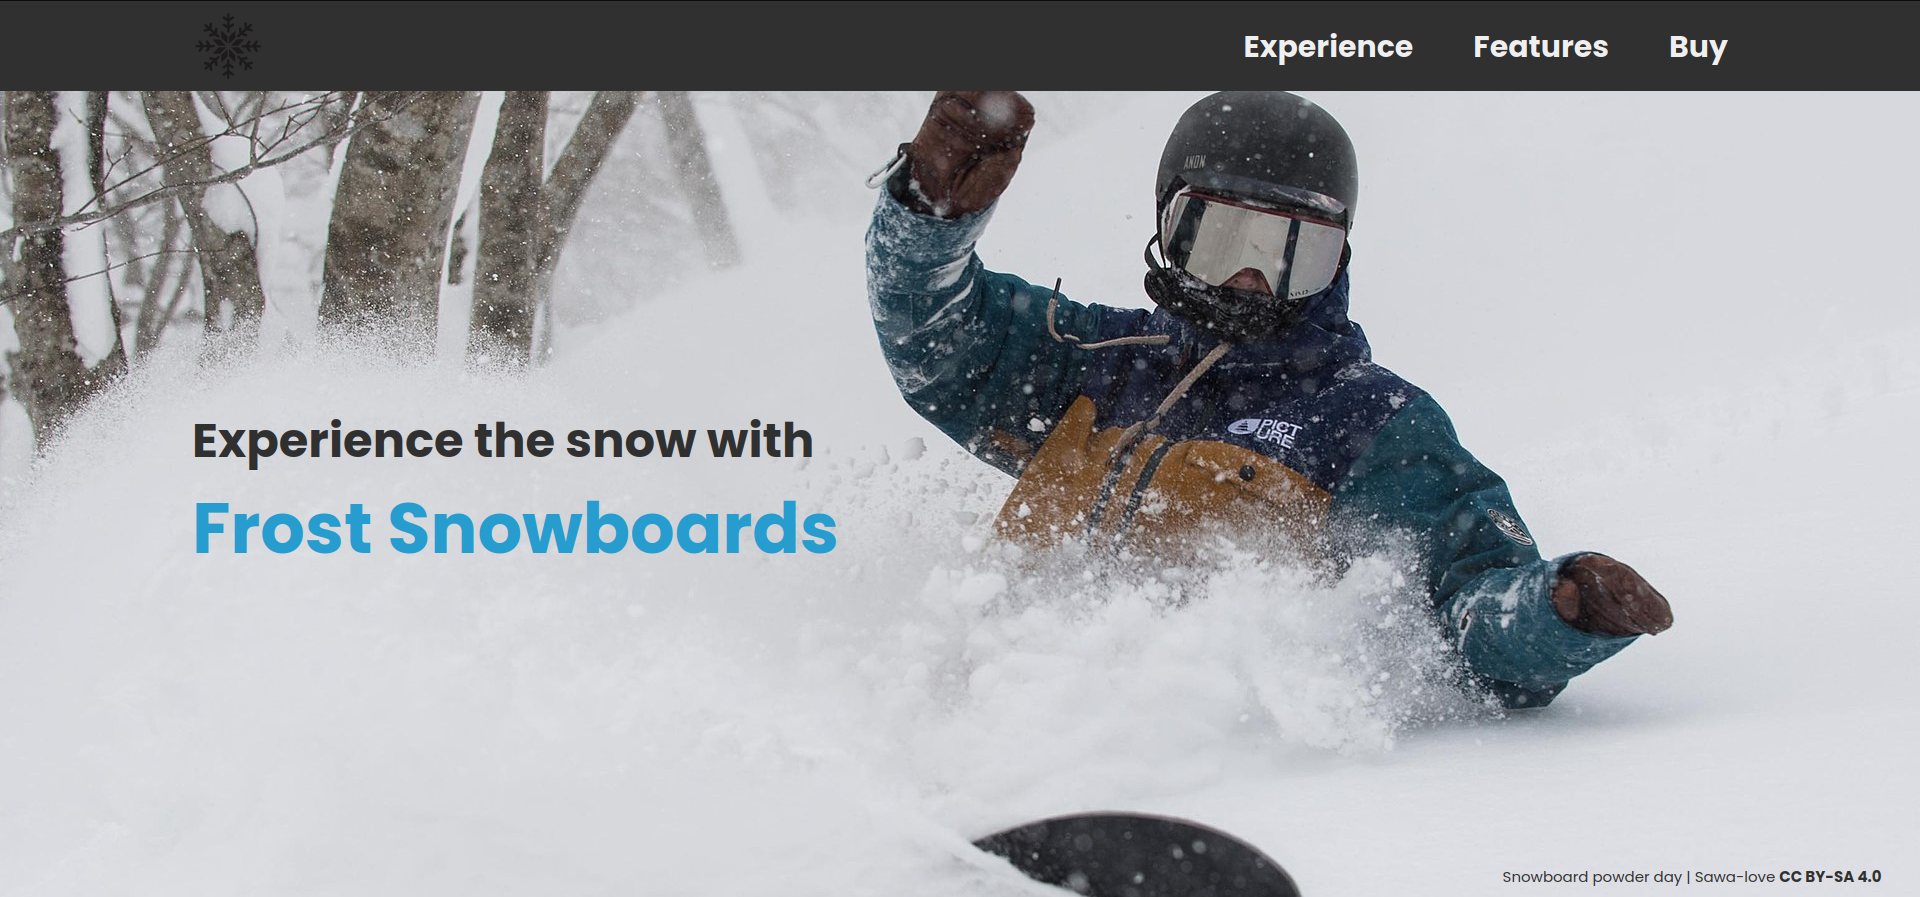 Experience Features Buy
ANON
PICT
URE
Experience the snow with
Frost Snowboards
Snowboard powder day | Sawa-love CC BY-SA 4.0